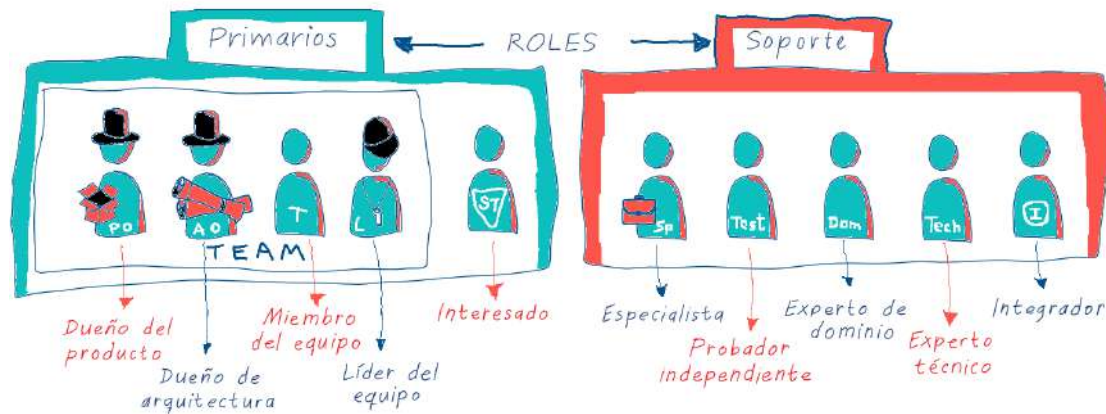 Primarios
ROLES
Soporte
PO
AO
T
L
ST
TEAM
Sp
Test
Dom
Tech
I
Dueño del
producto
Dueño de
arquitectura
Miembro
del equipo
Líder del
equipo
Interesado
Especialista
Probador
independiente
Experto de
dominio
Experto
técnico
Integrador